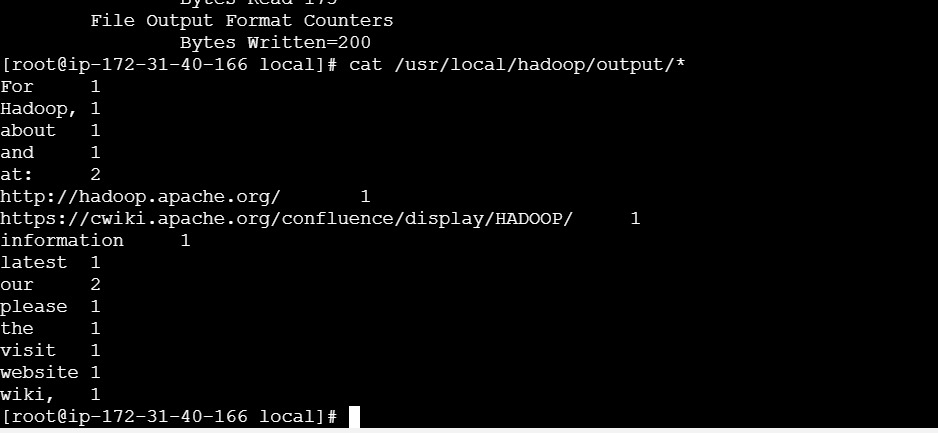 Bytes Read=175
File Output Format Counters
Bytes Written=200
[root@ip-172-31-40-166 local]# cat /usr/local/hadoop/output/*
For 1
Hadoop, 1
about 1
and 1
at: 2
http://hadoop.apache.org/ 1
https://cwiki.apache.org/confluence/display/HADOOP/ 1
information 1
latest 1
our 2
please 1
the 1
visit 1
website 1
wiki, 1
[root@ip-172-31-40-166 local]#